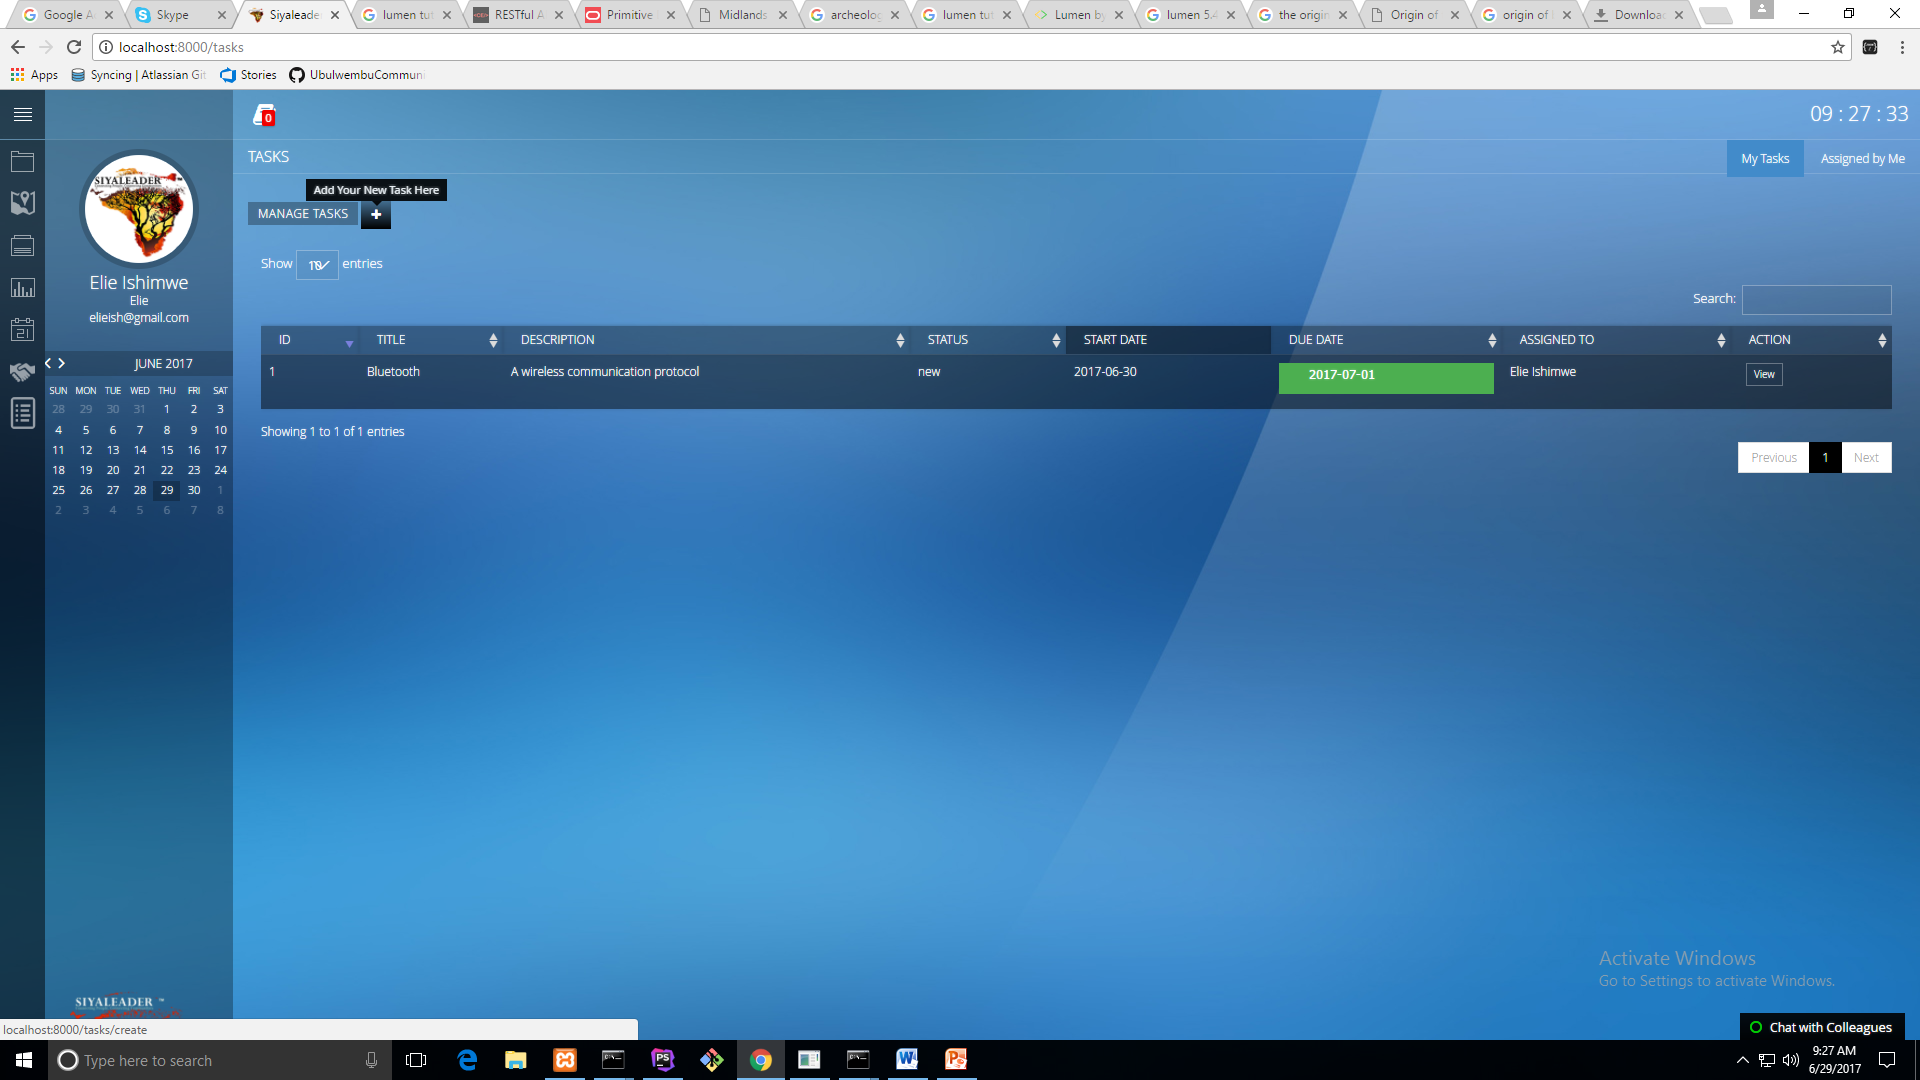 Google A
Skype
Siyaleade
lumen tut
RESTful A
Primitive
Midlands
archeolog
lumen tut
Lumen by
lumen 5.4
the origin
Origin of
origin of
Downloac
localhost:8000/tasks
Apps
Syncing | Atlassian Git
Stories
UbulwembuCommuni
0
09 : 27 : 33
TASKS
My Tasks
Assigned by Me
Add Your New Task Here
MANAGE TASKS
+
SIYALEADER
Elie Ishimwe
Elie
elieish@gmail.com
Show 10 entries
Search:
ID TITLE DESCRIPTION STATUS START DATE DUE DATE ASSIGNED TO ACTION
1 Bluetooth A wireless communication protocol new 2017-06-30 2017-07-01 Elie Ishimwe View
Showing 1 to 1 of 1 entries
Previous 1 Next
JUNE 2017
SUN MON TUE WED THU FRI SAT
28 29 30 31 1 2 3
4 5 6 7 8 9 10
11 12 13 14 15 16 17
18 19 20 21 22 23 24
25 26 27 28 29 30 1
2 3 4 5 6 7 8
21
Activate Windows
Go to Settings to activate Windows.
SIYALEADER ™
localhost:8000/tasks/create
Chat with Colleagues
Type here to search
9:27 AM
6/29/2017